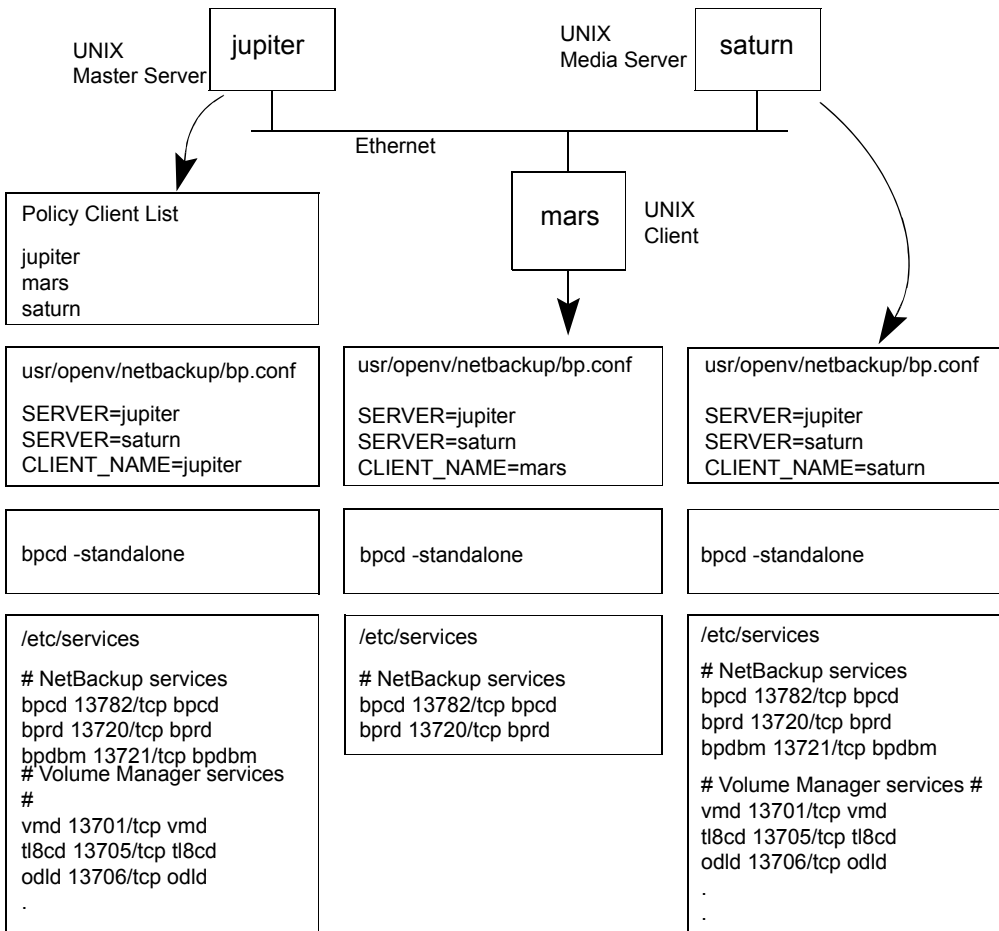 UNIX
Master Server
jupiter
UNIX
Media Server
saturn
Ethernet
mars
UNIX
Client
Policy Client List
jupiter
mars
saturn
usr/openv/netbackup/bp.conf
SERVER=jupiter
SERVER=saturn
CLIENT_NAME=jupiter
usr/openv/netbackup/bp.conf
SERVER=jupiter
SERVER=saturn
CLIENT_NAME=mars
usr/openv/netbackup/bp.conf
SERVER=jupiter
SERVER=saturn
CLIENT_NAME=saturn
bpcd -standalone
bpcd -standalone
bpcd -standalone
/etc/services
# NetBackup services
bpcd 13782/tcp bpcd
bprd 13720/tcp bprd
bpdbm 13721/tcp bpdbm
# Volume Manager services
#
vmd 13701/tcp vmd
tl8cd 13705/tcp tl8cd
odld 13706/tcp odld
.
/etc/services
# NetBackup services
bpcd 13782/tcp bpcd
bprd 13720/tcp bprd
/etc/services
# NetBackup services
bpcd 13782/tcp bpcd
bprd 13720/tcp bprd
bpdbm 13721/tcp bpdbm
# Volume Manager services #
vmd 13701/tcp vmd
tl8cd 13705/tcp tl8cd
odld 13706/tcp odld
.
.